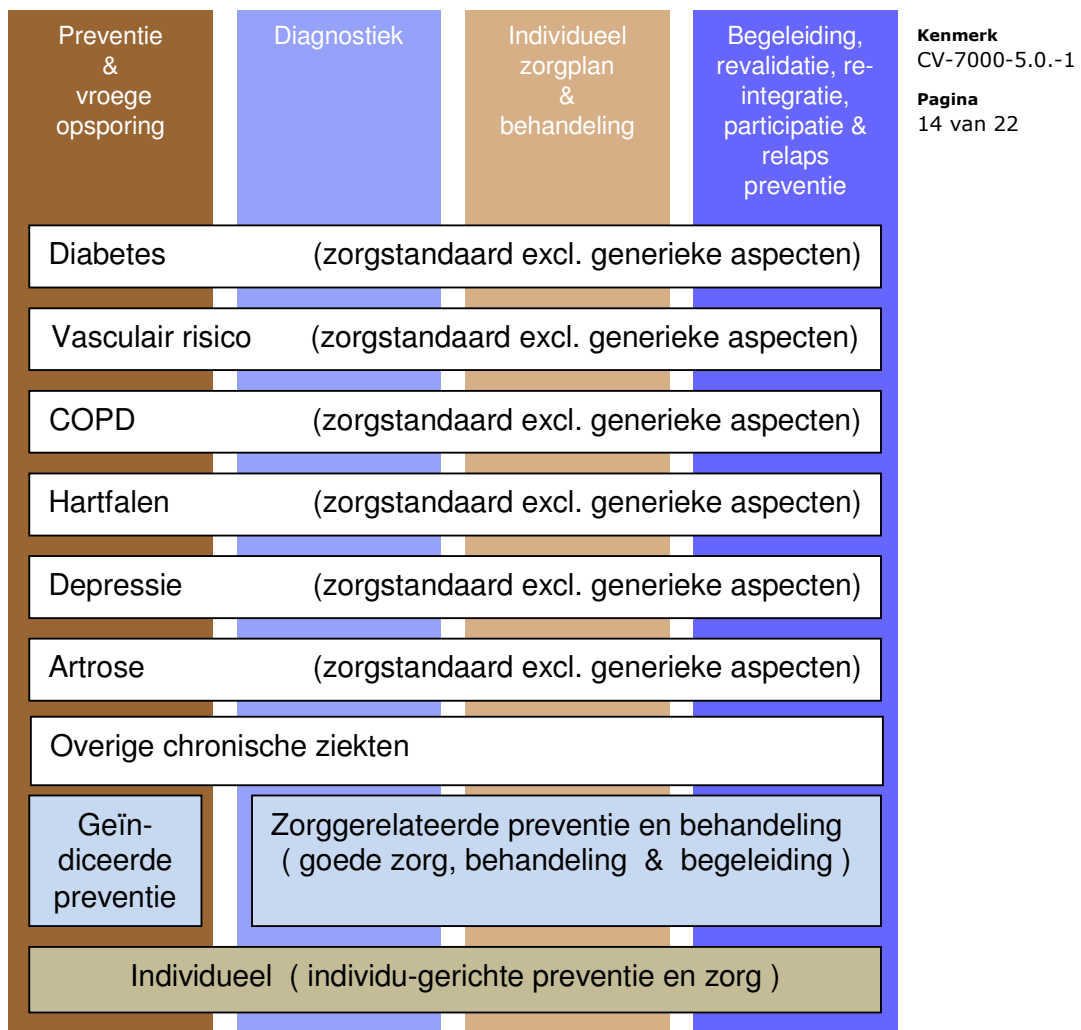 Preventie
&
vroege
opsporing
Diagnostiek
Individueel
zorgplan
&
behandeling
Begeleiding,
revalidatie, re-
integratie,
participatie &
relaps
preventie
Kenmerk
CV-7000-5.0.-1
Pagina
14 van 22
Diabetes (zorgstandaard excl. generieke aspecten)
Vasculair risico (zorgstandaard excl. generieke aspecten)
COPD (zorgstandaard excl. generieke aspecten)
Hartfalen (zorgstandaard excl. generieke aspecten)
Depressie (zorgstandaard excl. generieke aspecten)
Artrose (zorgstandaard excl. generieke aspecten)
Overige chronische ziekten
Geïn-
diceerde
preventie
Zorggerelateerde preventie en behandeling
( goede zorg, behandeling & begeleiding )
Individueel ( individu-gerichte preventie en zorg )